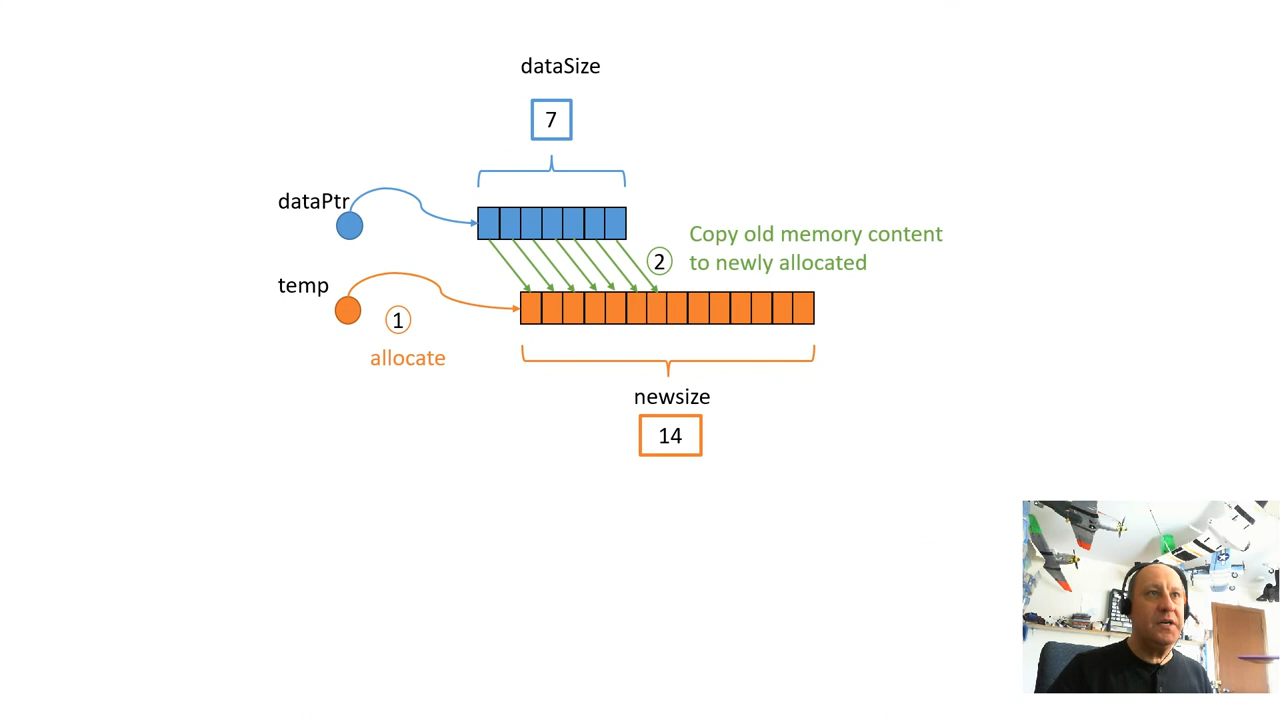 dataSize
7
dataPtr
Copy old memory content
to newly allocated
2
temp
1
allocate
newsize
14